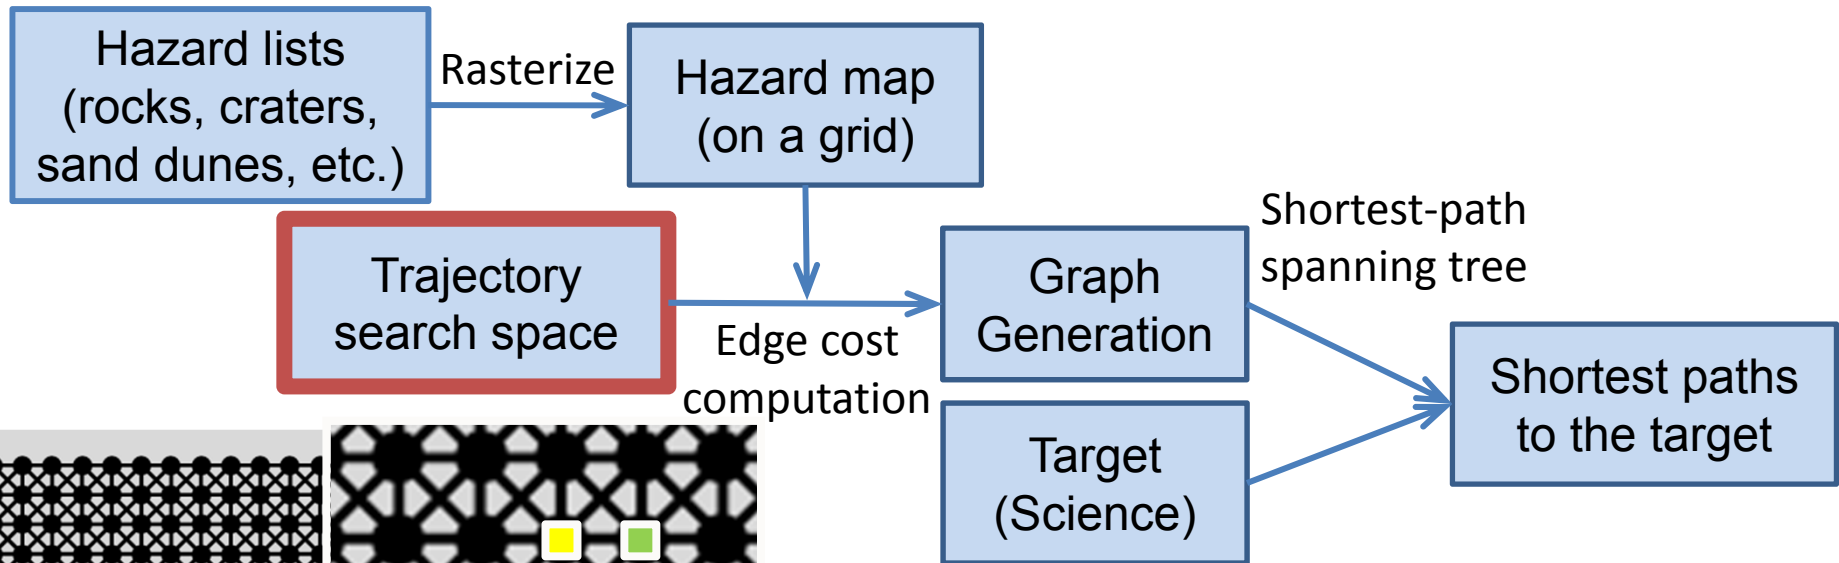 Hazard lists
(rocks, craters,
sand dunes, etc.)
Rasterize
Hazard map
(on a grid)
Trajectory
search space
Edge cost
computation
Graph
Generation
Shortest-path
spanning tree
Target
(Science)
Shortest paths
to the target